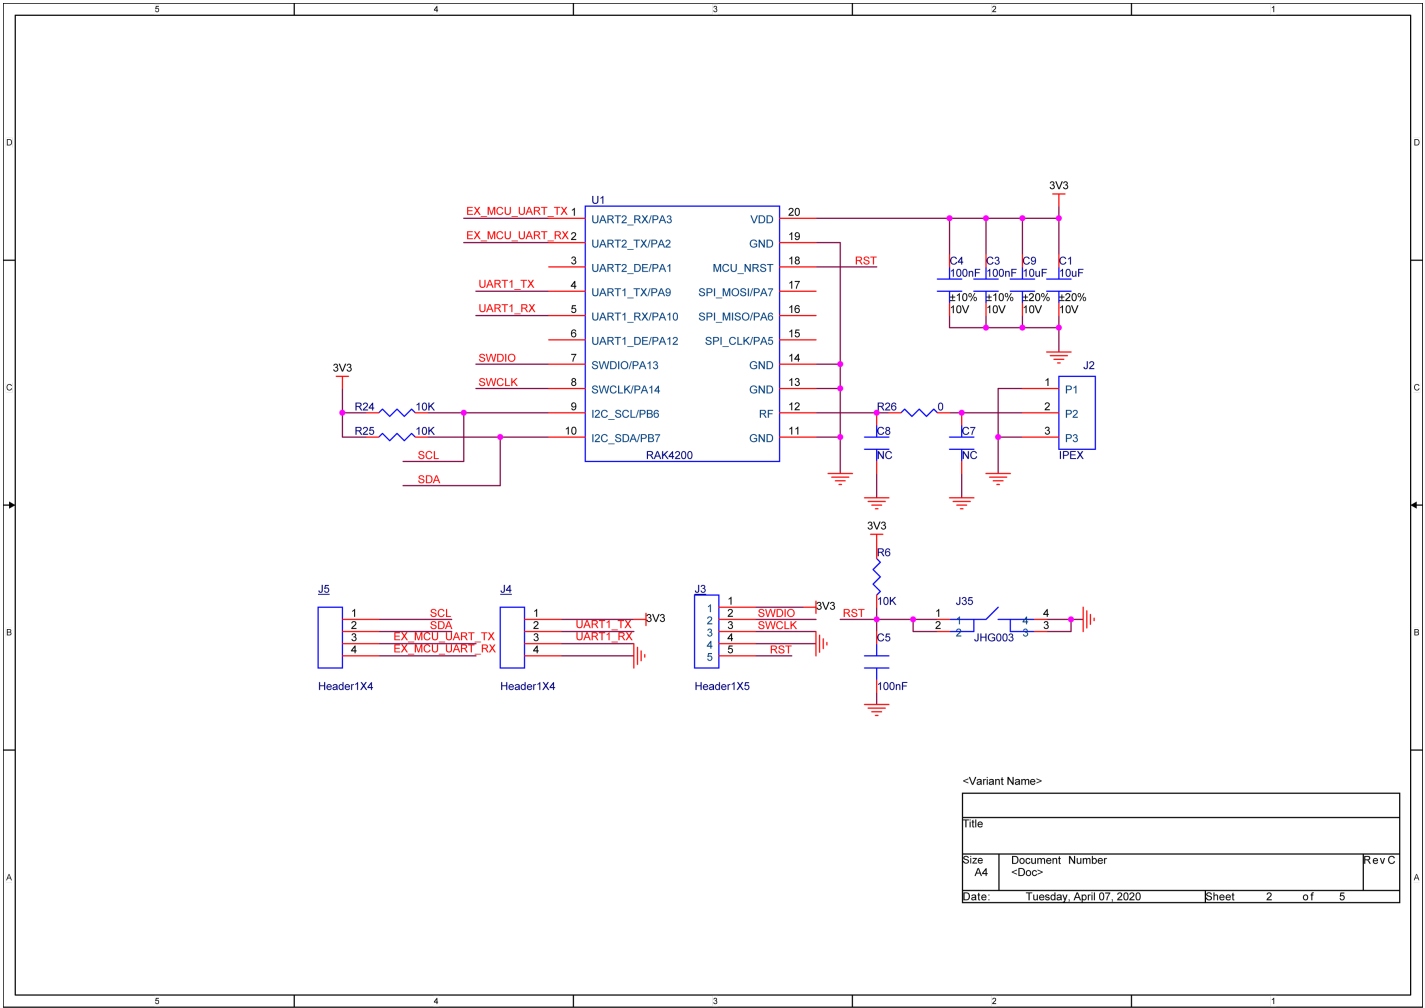 5 4 3 2 1
D D
C C
B B
A A
3V3
U1
EX_MCU_UART_TX 1 UART2_RX/PA3 VDD 20
EX_MCU_UART_RX 2 UART2_TX/PA2 GND 19
3 UART2_DE/PA1 MCU_NRST 18 RST
UART1_TX 4 UART1_TX/PA9 SPI_MOSI/PA7 17
UART1_RX 5 UART1_RX/PA10 SPI_MISO/PA6 16
6 UART1_DE/PA12 SPI_CLK/PA5 15
SWDIO 7 SWDIO/PA13 GND 14
SWCLK 8 SWCLK/PA14 GND 13
9 I2C_SCL/PB6 RF 12
10 I2C_SDA/PB7 GND 11
RAK4200
C4 C3 C9 C1
100nF 100nF 10uF 10uF
±10% ±10% ±20% ±20%
10V 10V 10V 10V
3V3
R24 10K
R25 10K
SCL
SDA
R26 0
C8 C7
NC NC
J2
1 P1
2 P2
3 P3
IPEX
J5
1 SCL
2 SDA
3 EX_MCU_UART_TX
4 EX_MCU_UART_RX
Header1X4
J4
1 3V3
2 UART1_TX
3 UART1_RX
4
Header1X4
J3
1 1 3V3
2 2 SWDIO
3 3 SWCLK
4 4
5 5 RST
Header1X5
3V3
R6
10K
RST
C5
100nF
J35
1 1 4 4
2 2 3 3
JHG003
<Variant Name>
Title
Size Document Number Rev C
A4 <Doc>
Date: Tuesday, April 07, 2020 Sheet 2 of 5
5 4 3 2 1